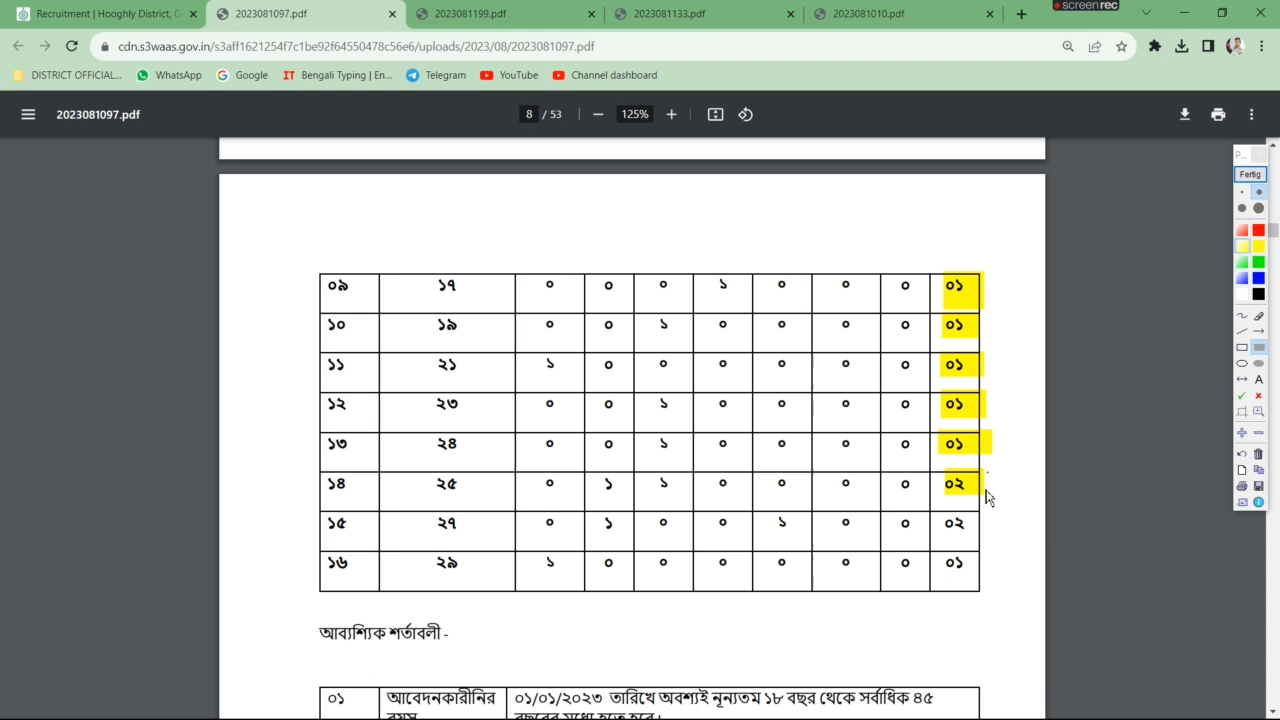 Recruitment | Hooghly District, G
2023081097.pdf
2023081199.pdf
2023081133.pdf
2023081010.pdf
screenrec
cdn.s3waas.gov.in/s3aff1621254f7c1be92f64550478c56e6/uploads/2023/08/2023081097.pdf
DISTRICT OFFICIAL... WhatsApp Google IT Bengali Typing | En... Telegram YouTube Channel dashboard
2023081097.pdf 8 / 53 125%
P...
Fertig
০৯ ১৭ ০ ০ ০ ১ ০ ০ ০ ০১
১০ ১৯ ০ ০ ১ ০ ০ ০ ০ ০১
১১ ২১ ১ ০ ০ ০ ০ ০ ০ ০১
১২ ২৩ ০ ০ ১ ০ ০ ০ ০ ০১
১৩ ২৪ ০ ০ ১ ০ ০ ০ ০ ০১
১৪ ২৫ ০ ১ ১ ০ ০ ০ ০ ০২
১৫ ২৭ ০ ১ ০ ০ ১ ০ ০ ০২
১৬ ২৯ ১ ০ ০ ০ ০ ০ ০ ০১
আব্যশ্যিক শর্তাবলী -
০১ আবেদনকারীনির ০১/০১/২০২৩ তারিখে অবশ্যই নূন্যতম ১৮ বছর থেকে সর্বাধিক ৪৫